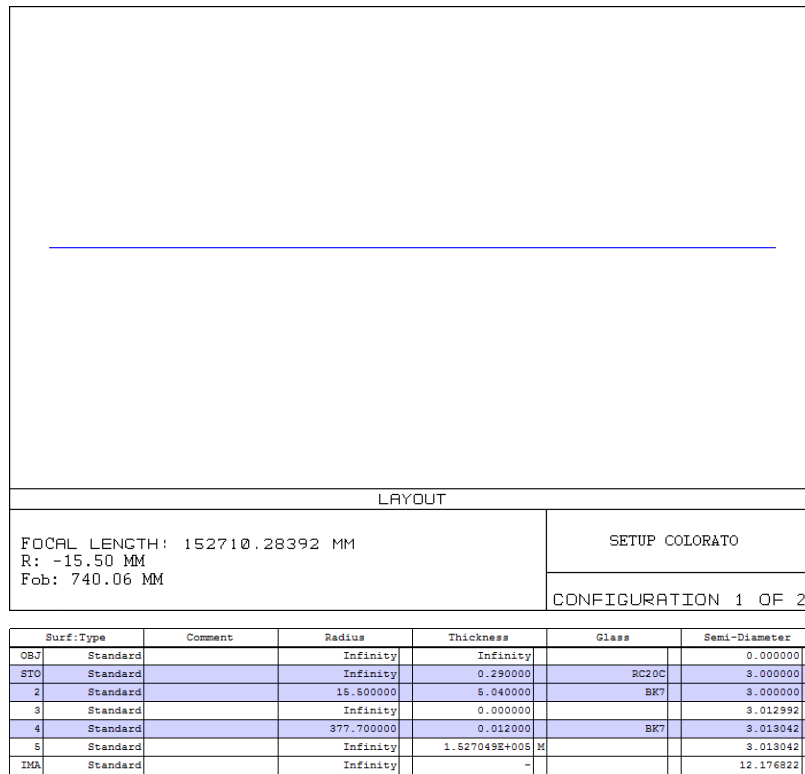 LAYOUT
FOCAL LENGTH: 152710.28392 MM
R: -15.50 MM
Fob: 740.06 MM
SETUP COLORATO
CONFIGURATION 1 OF 2
Surf:Type Comment Radius Thickness Glass Semi-Diameter
OBJ Standard Infinity Infinity 0.000000
STO Standard Infinity 0.290000 RC20C 3.000000
2 Standard 15.500000 5.040000 BK7 3.000000
3 Standard Infinity 0.000000 3.012992
4 Standard 377.700000 0.012000 BK7 3.013042
5 Standard Infinity 1.527049E+005 M 3.013042
IMA Standard Infinity - 12.176822